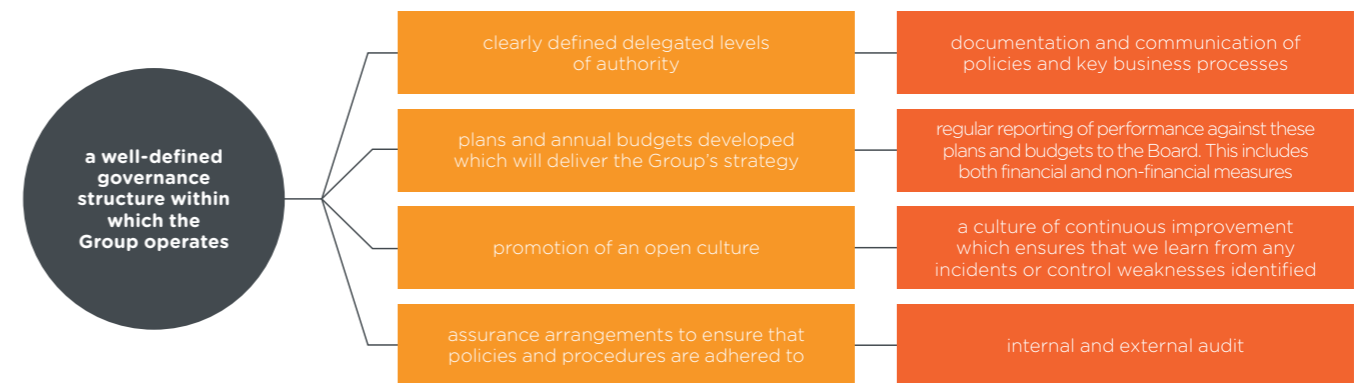 a well-defined
governance
structure within
which the
Group operates
clearly defined delegated levels
of authority
documentation and communication of
policies and key business processes
plans and annual budgets developed
which will deliver the Group's strategy
regular reporting of performance against these
plans and budgets to the Board. This includes
both financial and non-financial measures
promotion of an open culture
a culture of continuous improvement
which ensures that we learn from any
incidents or control weaknesses identified
assurance arrangements to ensure that
policies and procedures are adhered to
internal and external audit